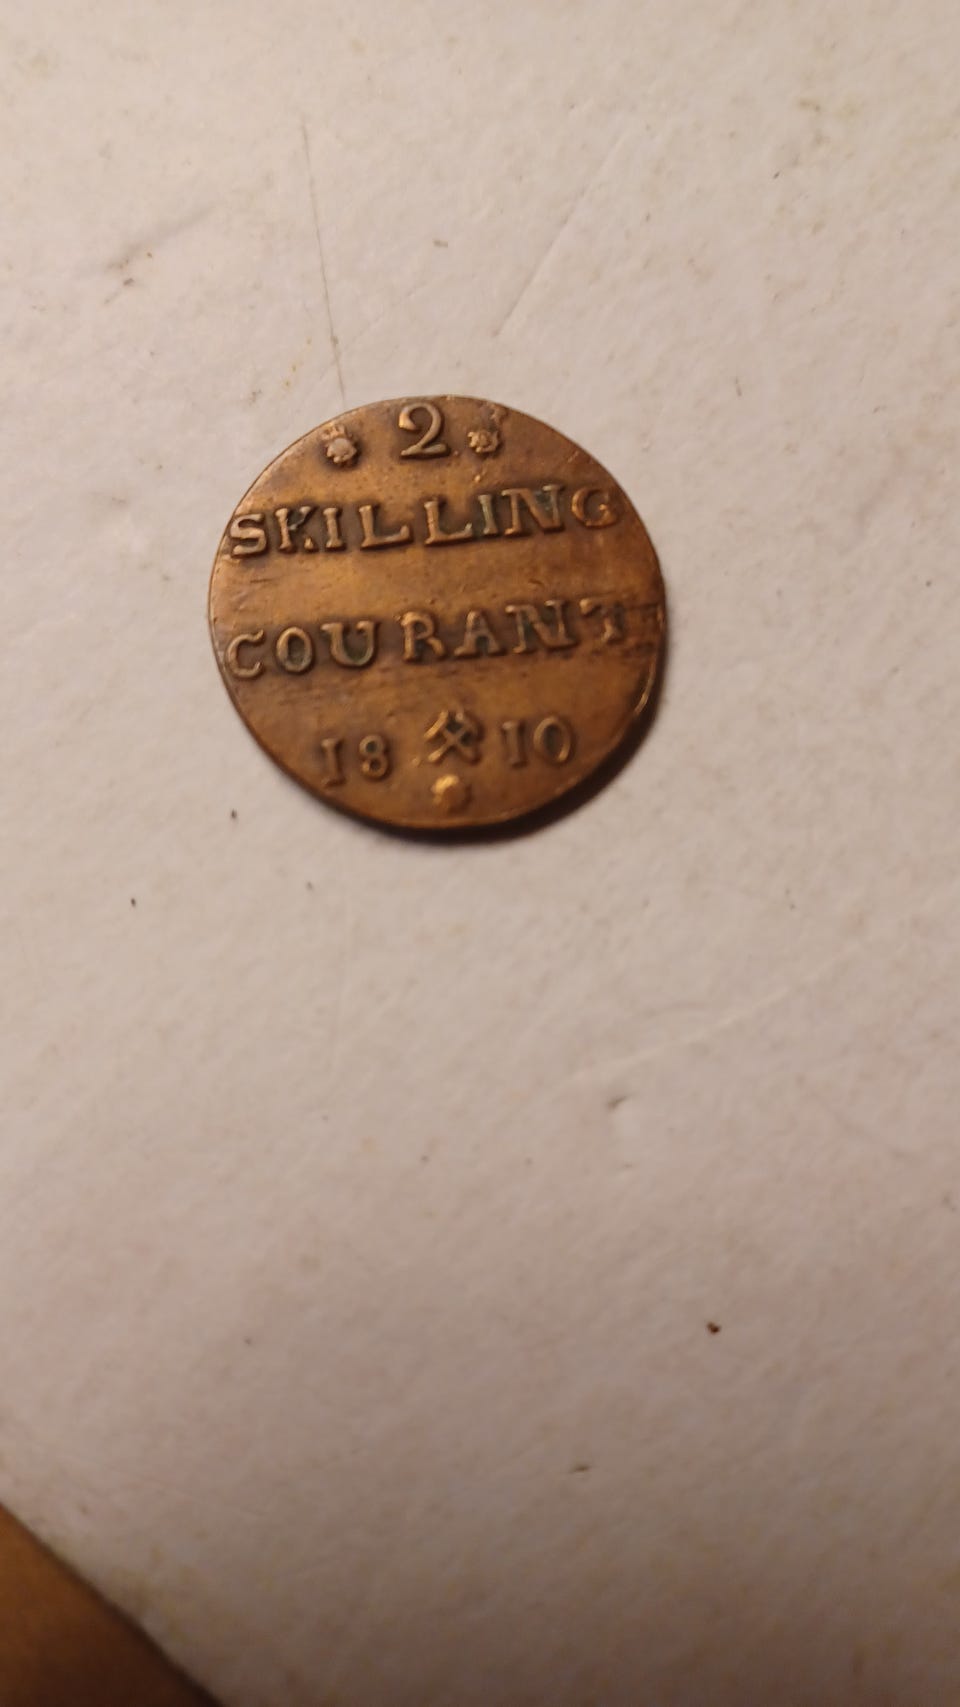 2
SKILLING
COURANT
18 ⚒ 10